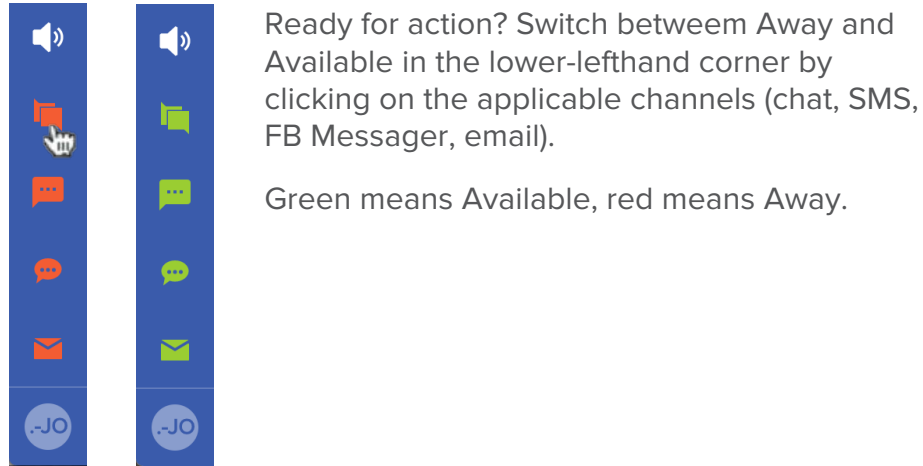 Ready for action? Switch betweem Away and
Available in the lower-lefthand corner by
clicking on the applicable channels (chat, SMS,
FB Messager, email).
Green means Available, red means Away.
.-JO
.-JO